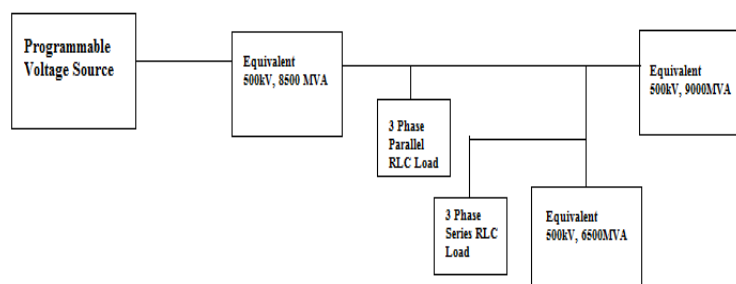 Programmable
Voltage Source
Equivalent
500kV, 8500 MVA
Equivalent
500kV, 9000MVA
3 Phase
Parallel
RLC Load
3 Phase
Series RLC
Load
Equivalent
500kV, 6500MVA